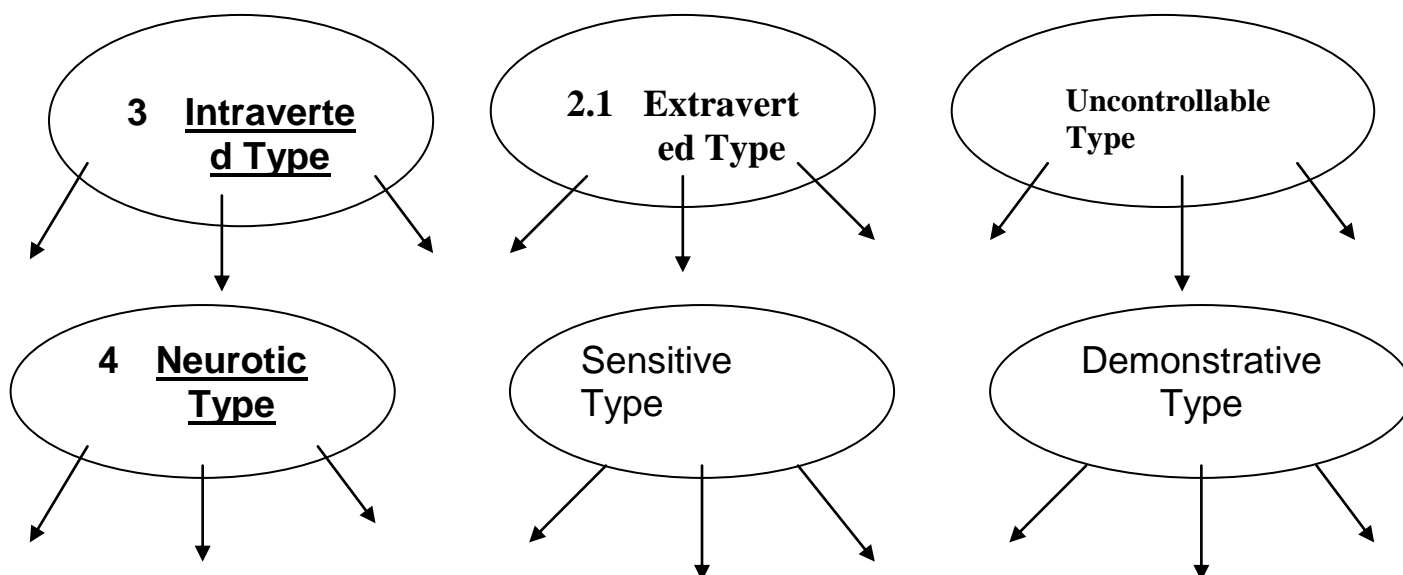 3 Intraverte
d Type
2.1 Extravert
ed Type
Uncontrollable
Type
4 Neurotic
Type
Sensitive
Type
Demonstrative
Type